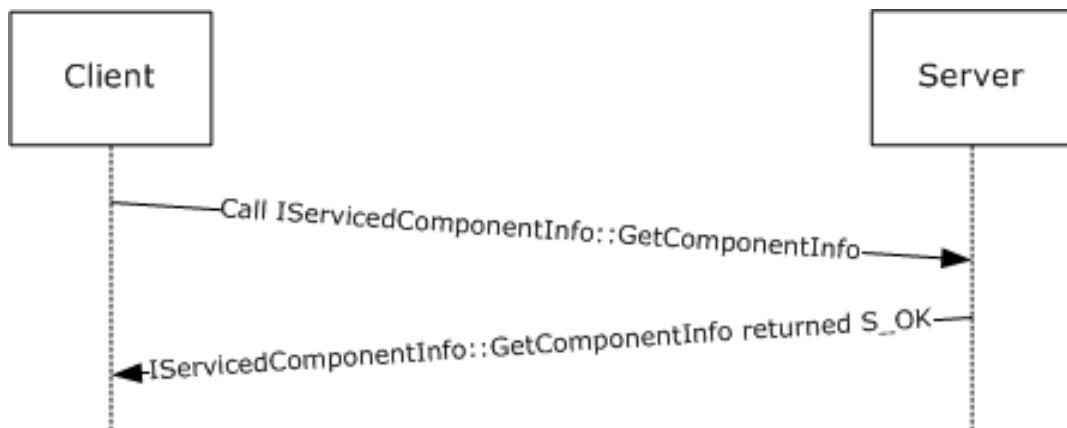 Client
Server
Call IServicedComponentInfo::GetComponentInfo
IServicedComponentInfo::GetComponentInfo returned S_OK